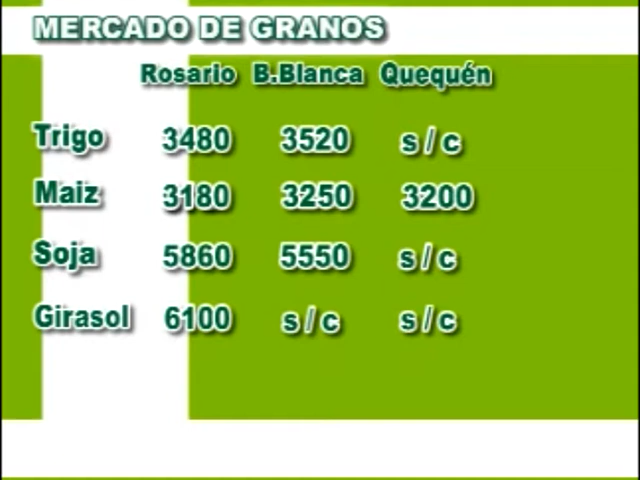 MERCADO DE GRANOS
Rosario B.Blanca Quequén
Trigo 3480 3520 s/c
Maiz 3180 3250 3200
Soja 5860 5550 s/c
Girasol 6100 s/c s/c